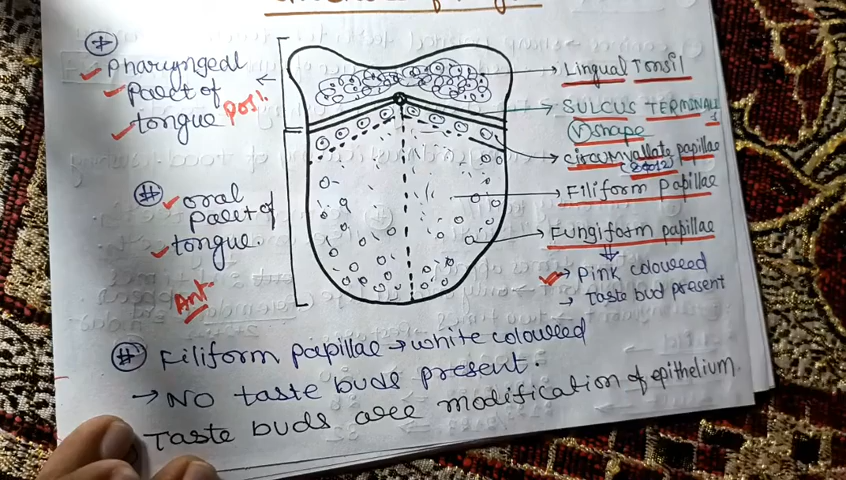 Pharyngeal
Part of
tongue
Post.
oral
part of
tongue.
Ant.
Lingual Tonsil
SULCUS TERMINALIS
V shape
circumvallate papillae
Filiform papillae
Fungiform papillae
→ Pink coloured
→ Taste bud present
# Filiform papillae → white coloured
→ NO taste buds present.
Taste buds are modification of epithelium